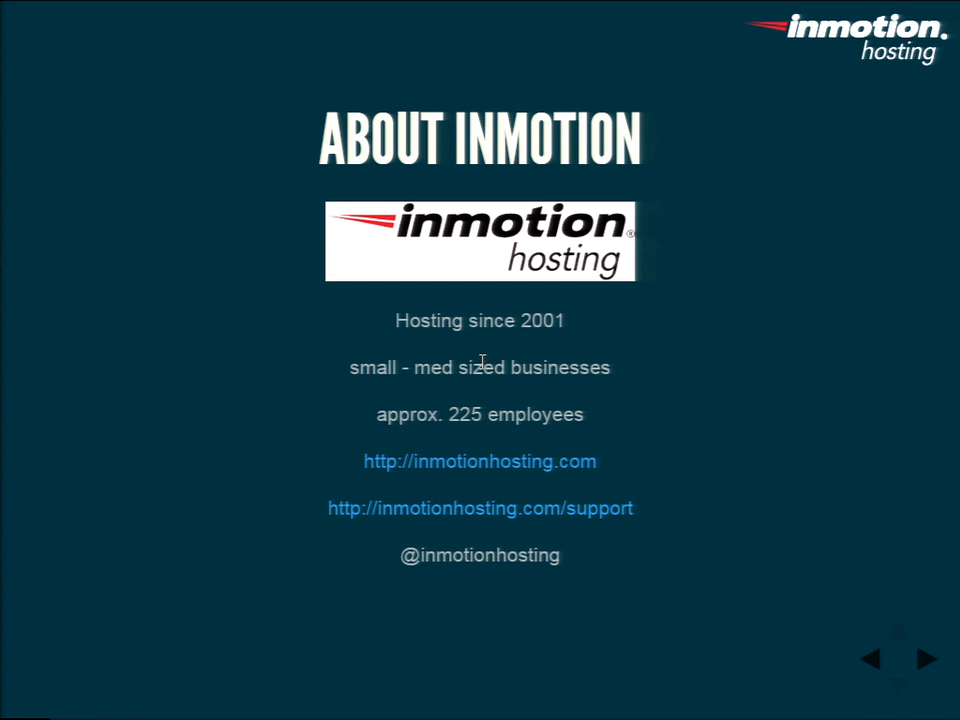 inmotion.
hosting
ABOUT INMOTION
inmotion®
hosting
Hosting since 2001
small - med sized businesses
approx. 225 employees
http://inmotionhosting.com
http://inmotionhosting.com/support
@inmotionhosting